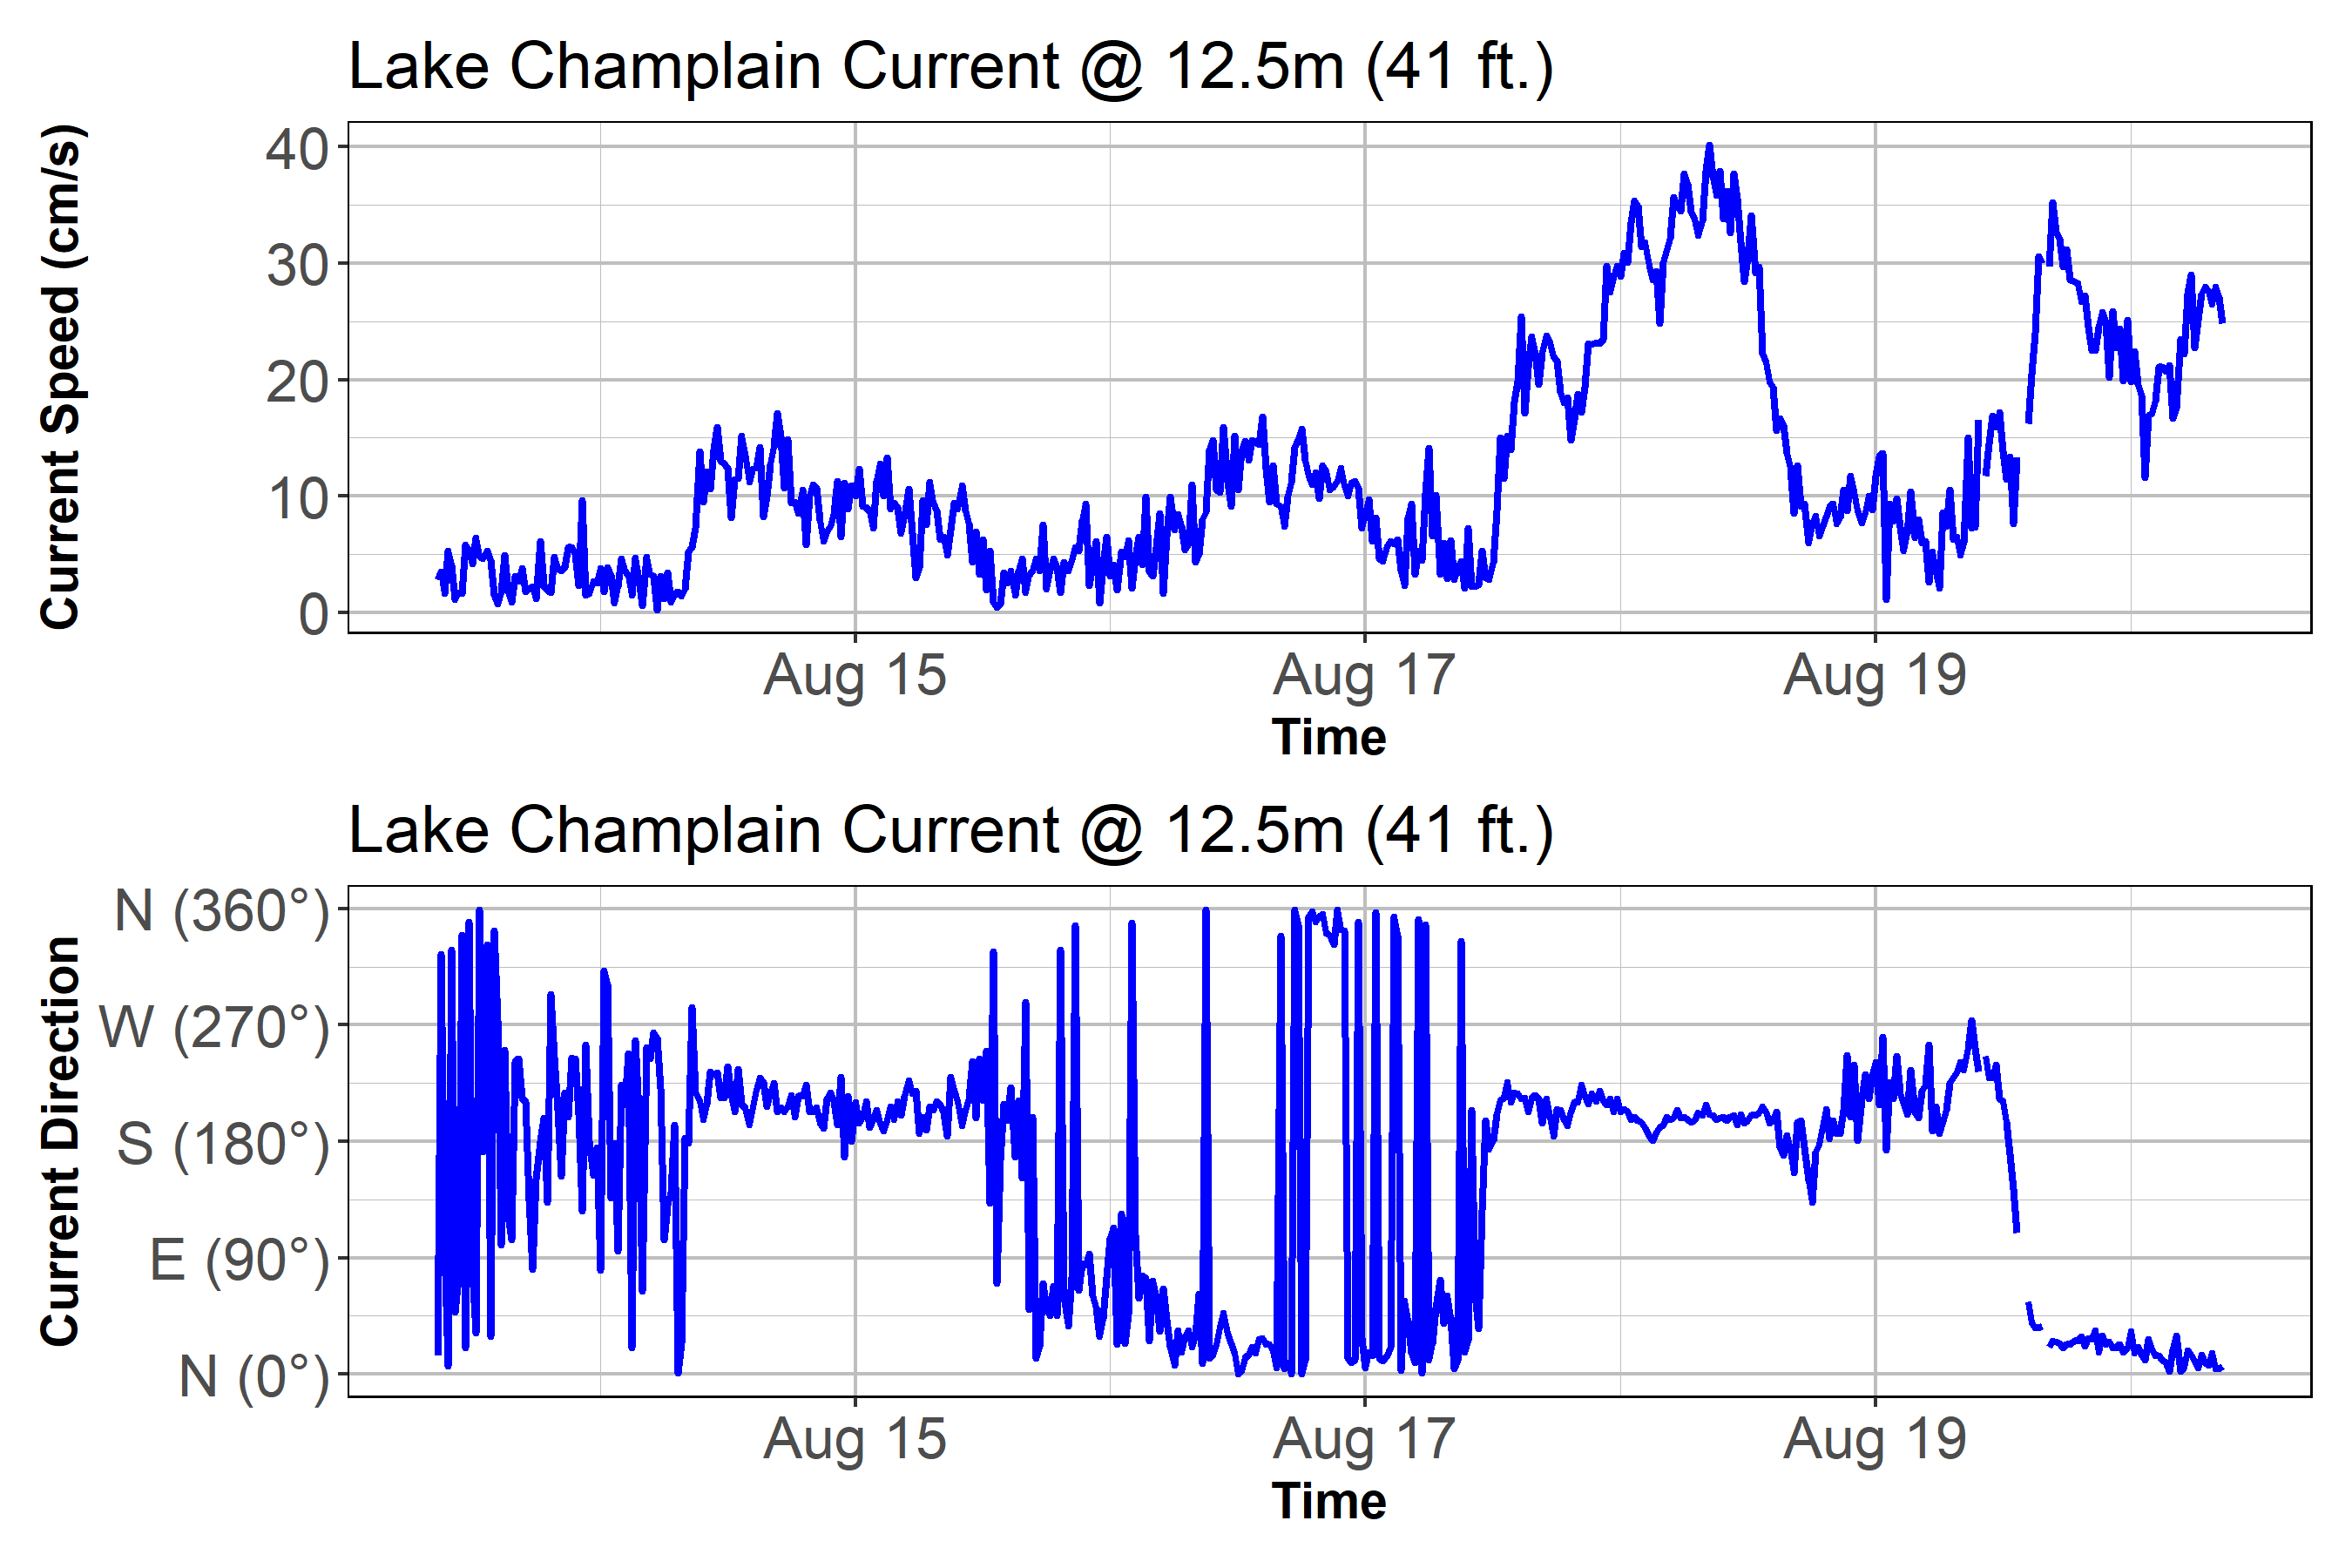 Lake Champlain Current @ 12.5m (41 ft.)
Current Speed (cm/s)
40
30
20
10
0
Aug 15 Aug 17 Aug 19
Time
Lake Champlain Current @ 12.5m (41 ft.)
Current Direction
N (360°)
W (270°)
S (180°)
E (90°)
N (0°)
Aug 15 Aug 17 Aug 19
Time